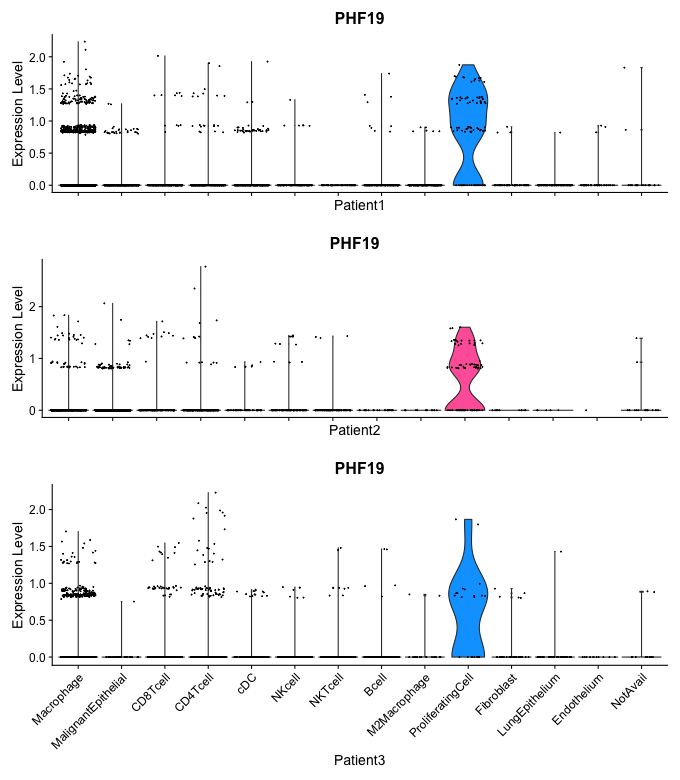 PHF19
Expression Level
2.0
1.5
1.0
0.5
0.0
Patient1
PHF19
Expression Level
2
1
0
Patient2
PHF19
Expression Level
2.0
1.5
1.0
0.5
0.0
Macrophage
MalignantEpithelial
CD8Tcell
CD4Tcell
cDC
NKcell
NKTcell
Bcell
M2Macrophage
ProliferatingCell
Fibroblast
LungEpithelium
Endothelium
NotAvail
Patient3